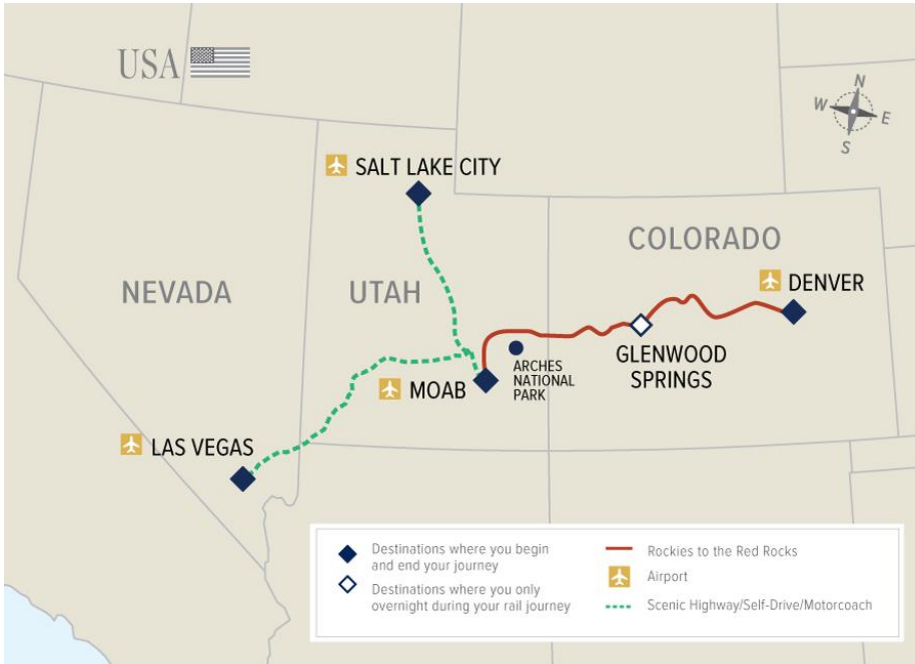 USA
N
W
E
S
SALT LAKE CITY
COLORADO
NEVADA
UTAH
DENVER
GLENWOOD
SPRINGS
ARCHES
NATIONAL
PARK
MOAB
LAS VEGAS
Destinations where you begin
and end your journey
Destinations where you only
overnight during your rail journey
Rockies to the Red Rocks
Airport
Scenic Highway/Self-Drive/Motorcoach